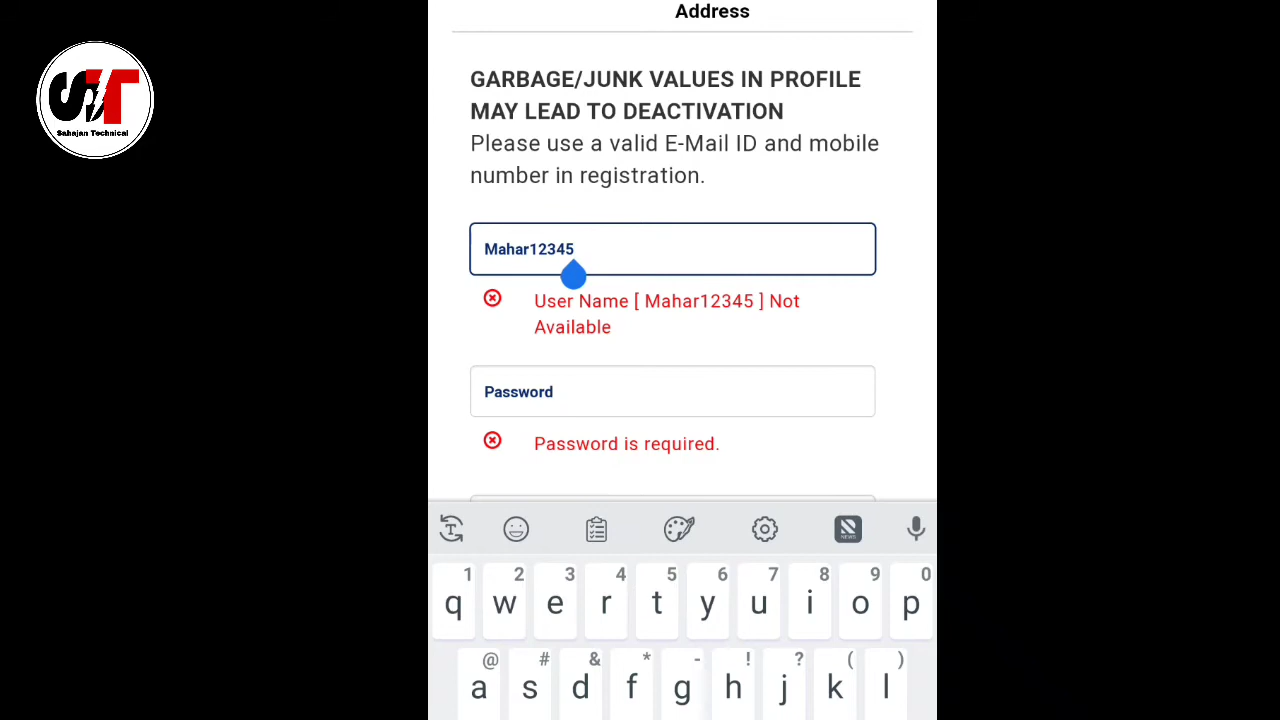 Address
ST
Sahajan Technical
GARBAGE/JUNK VALUES IN PROFILE
MAY LEAD TO DEACTIVATION
Please use a valid E-Mail ID and mobile
number in registration.
Mahar12345
User Name [ Mahar12345 ] Not
Available
Password
Password is required.
T
NEWS
1 2 3 4 5 6 7 8 9 0
q w e r t y u i o p
@ # & * - ! ? ( )
a s d f g h j k l